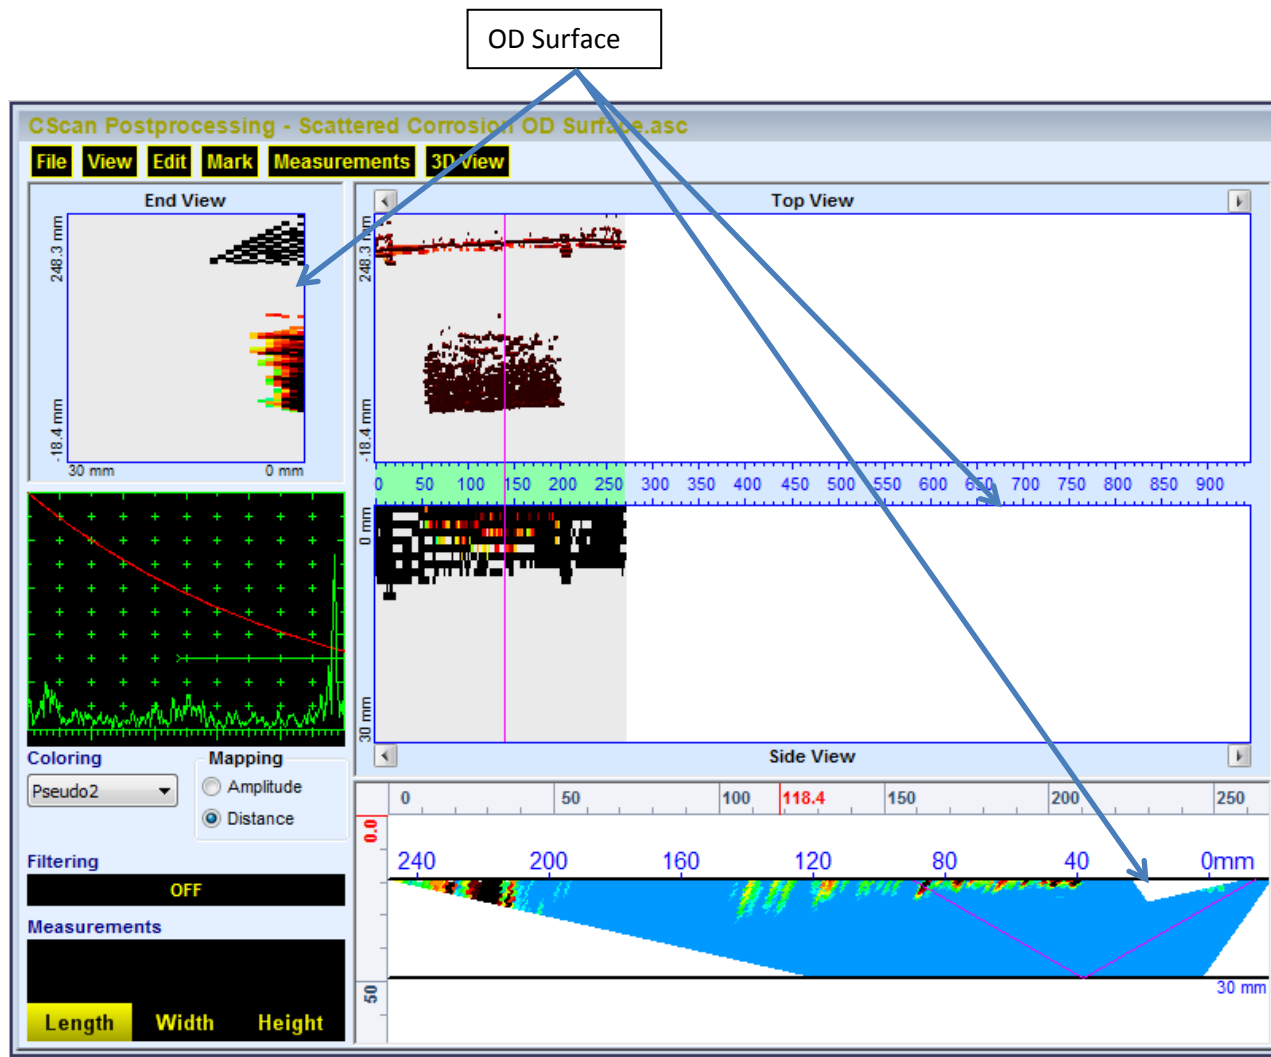 OD Surface
CScan Postprocessing - Scattered Corrosion OD Surface.asc
File View Edit Mark Measurements 3D View
End View
248.3 mm
-18.4 mm
30 mm 0 mm
Top View
248.3 mm
-18.4 mm
0 50 100 150 200 250 300 350 400 450 500 550 600 650 700 750 800 850 900
0 mm
30 mm
Side View
Coloring
Pseudo2
Mapping
Amplitude
Distance
Filtering
OFF
Measurements
Length Width Height
0 50 100 118.4 150 200 250
0.0
240 200 160 120 80 40 0mm
50
30 mm